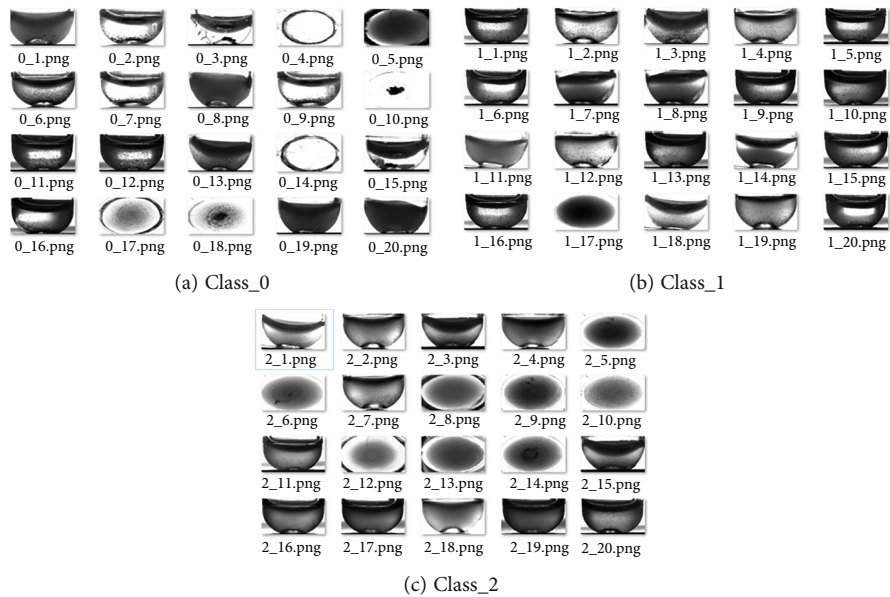 0_1.png 0_2.png 0_3.png 0_4.png 0_5.png
0_6.png 0_7.png 0_8.png 0_9.png 0_10.png
0_11.png 0_12.png 0_13.png 0_14.png 0_15.png
0_16.png 0_17.png 0_18.png 0_19.png 0_20.png
(a) Class_0
1_1.png 1_2.png 1_3.png 1_4.png 1_5.png
1_6.png 1_7.png 1_8.png 1_9.png 1_10.png
1_11.png 1_12.png 1_13.png 1_14.png 1_15.png
1_16.png 1_17.png 1_18.png 1_19.png 1_20.png
(b) Class_1
2_1.png 2_2.png 2_3.png 2_4.png 2_5.png
2_6.png 2_7.png 2_8.png 2_9.png 2_10.png
2_11.png 2_12.png 2_13.png 2_14.png 2_15.png
2_16.png 2_17.png 2_18.png 2_19.png 2_20.png
(c) Class_2